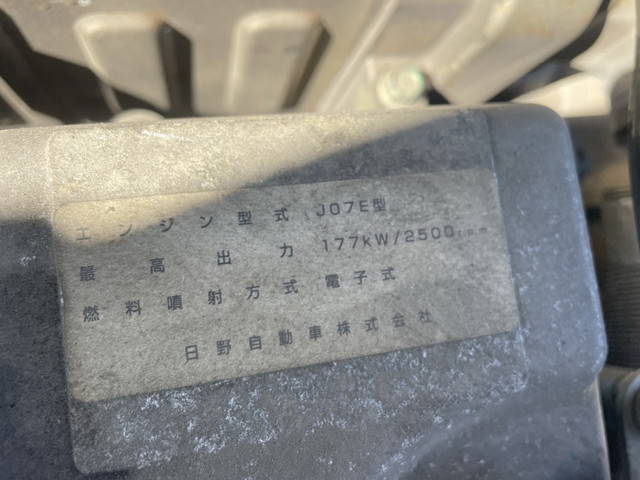 エンジン型式 J07E型
最高出力 177kW/2500r.p.m
燃料噴射方式 電子式
日野自動車株式会社